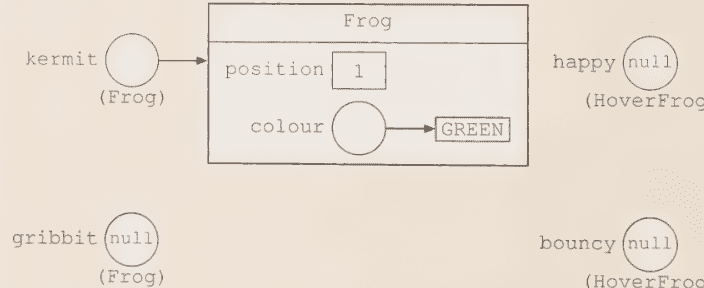 Frog
kermit
(Frog)
position 1
colour
GREEN
happy null
(HoverFrog
gribbit null
(Frog)
bouncy null
(HoverFrog